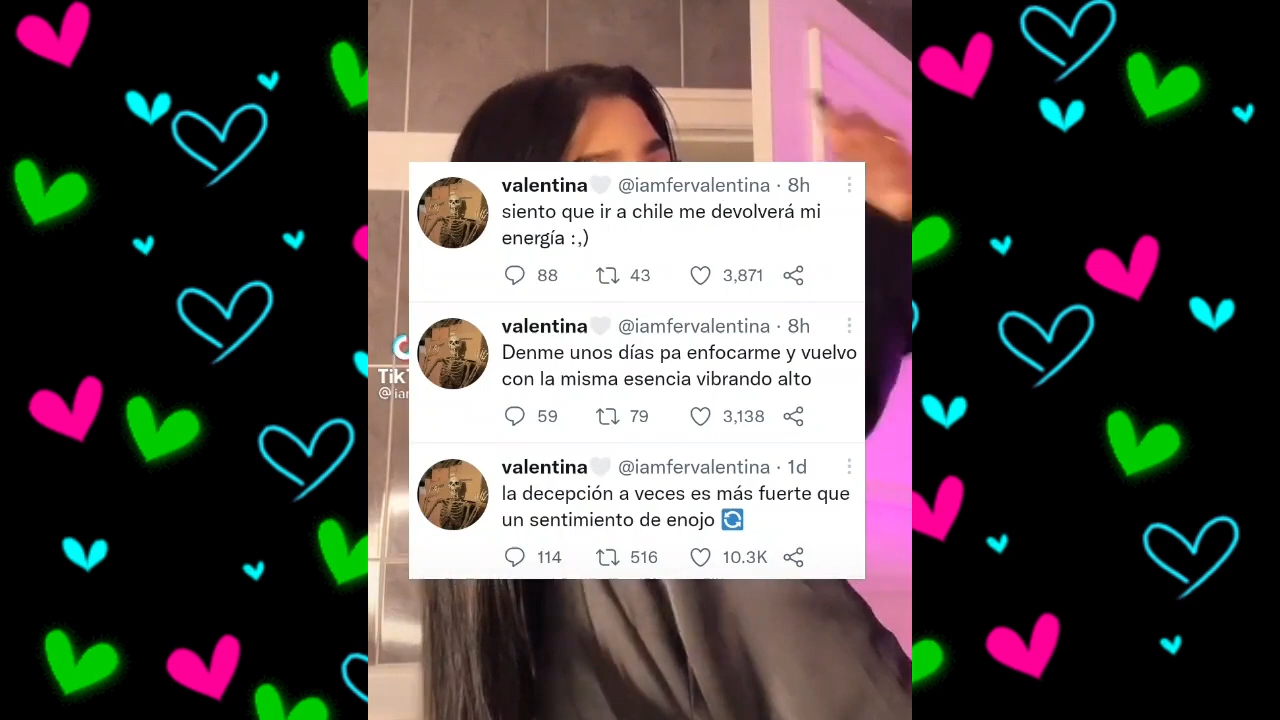 valentina🤍 @iamfervalentina · 8h
siento que ir a chile me devolverá mi
energía :,)
88 43 3,871
valentina🤍 @iamfervalentina · 8h
Denme unos días pa enfocarme y vuelvo
con la misma esencia vibrando alto
59 79 3,138
valentina🤍 @iamfervalentina · 1d
la decepción a veces es más fuerte que
un sentimiento de enojo 🔄
114 516 10.3K